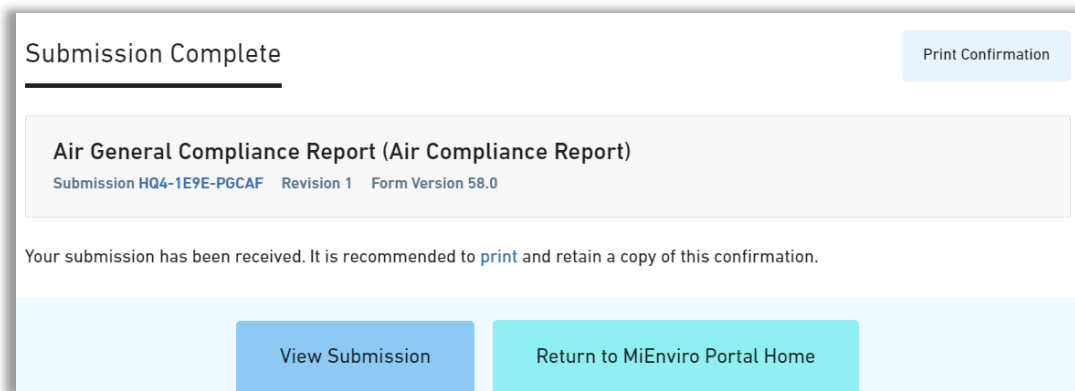 Submission Complete
Print Confirmation
Air General Compliance Report (Air Compliance Report)
Submission HQ4-1E9E-PGCAF Revision 1 Form Version 58.0
Your submission has been received. It is recommended to print and retain a copy of this confirmation.
View Submission
Return to MiEnviro Portal Home